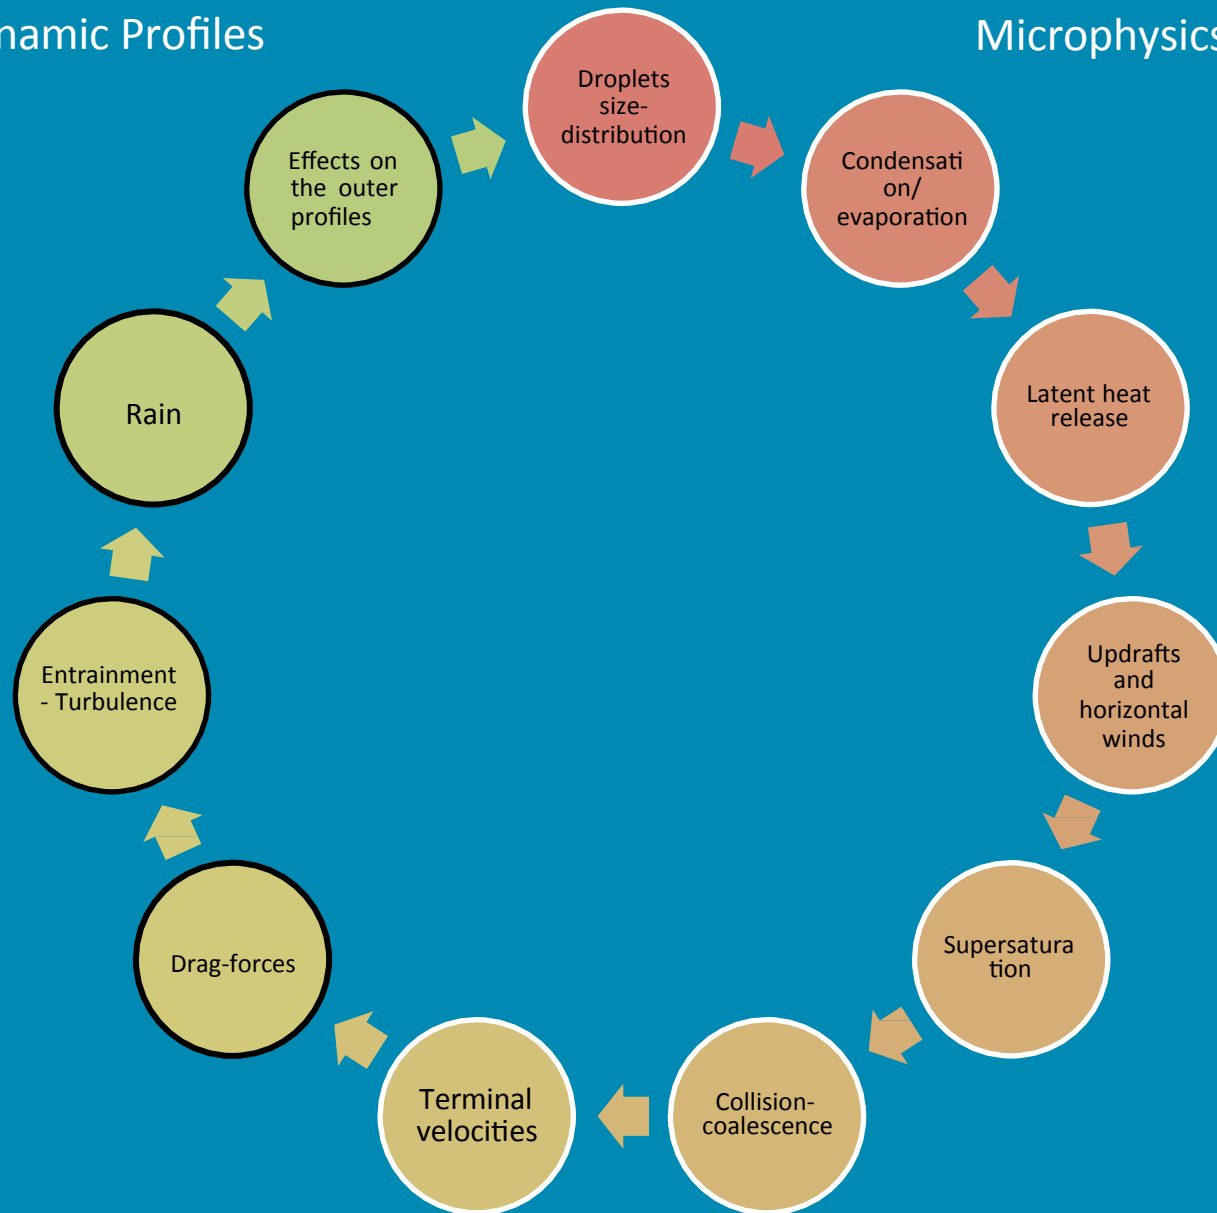 namic Profiles
Microphysics
Droplets
size-
distribution
Condensati
on/
evaporation
Latent heat
release
Updrafts
and
horizontal
winds
Supersatura
tion
Collision-
coalescence
Terminal
velocities
Drag-forces
Entrainment
- Turbulence
Rain
Effects on
the outer
profiles